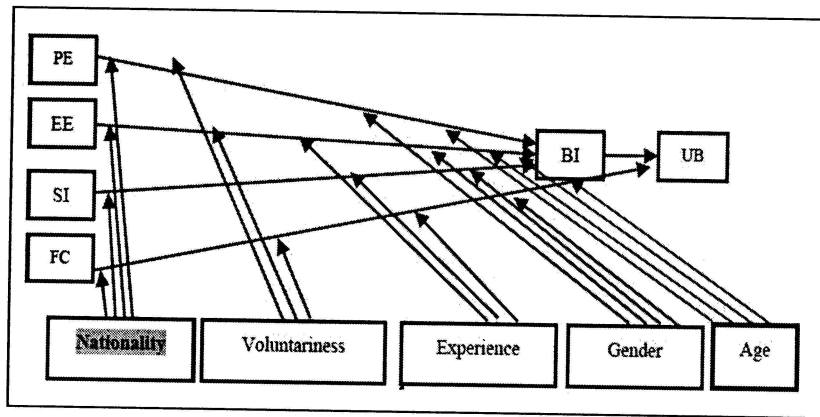 PE
EE
BI
UB
SI
FC
Nationality
Voluntariness
Experience
Gender
Age